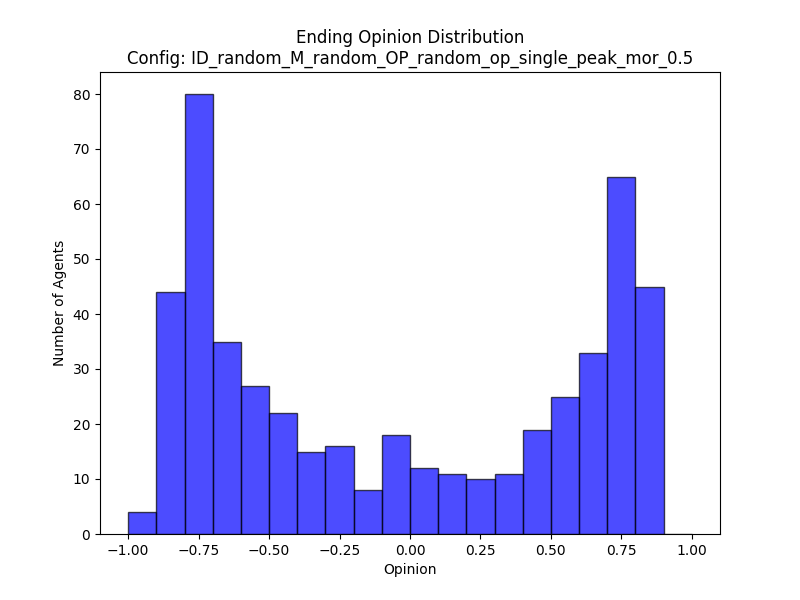 Ending Opinion Distribution
Config: ID_random_M_random_OP_random_op_single_peak_mor_0.5
80
70
60
50
40
30
20
10
0
Number of Agents
−1.00 −0.75 −0.50 −0.25 0.00 0.25 0.50 0.75 1.00
Opinion